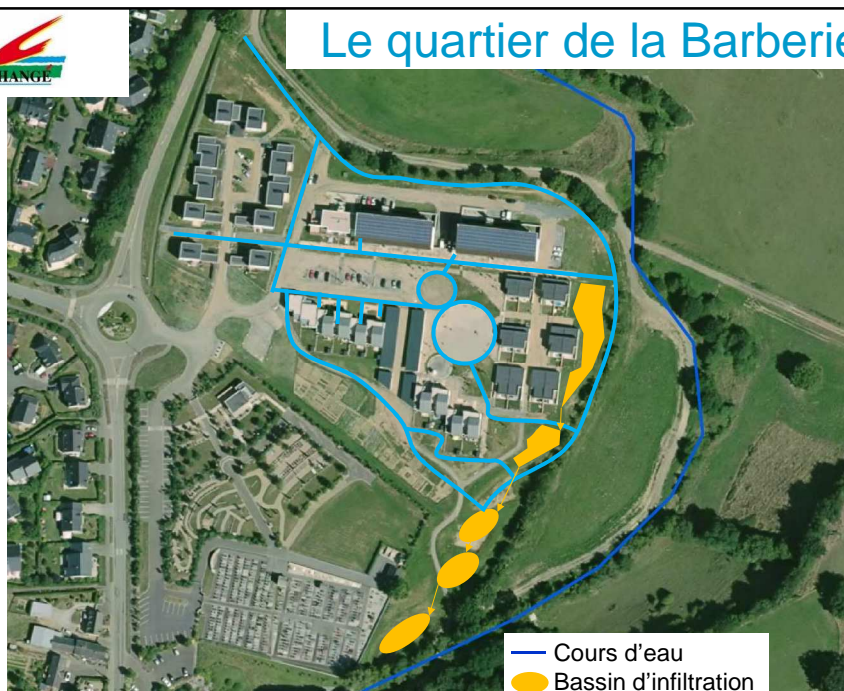 HANGÉ
Le quartier de la Barberie
Cours d'eau
Bassin d'infiltration